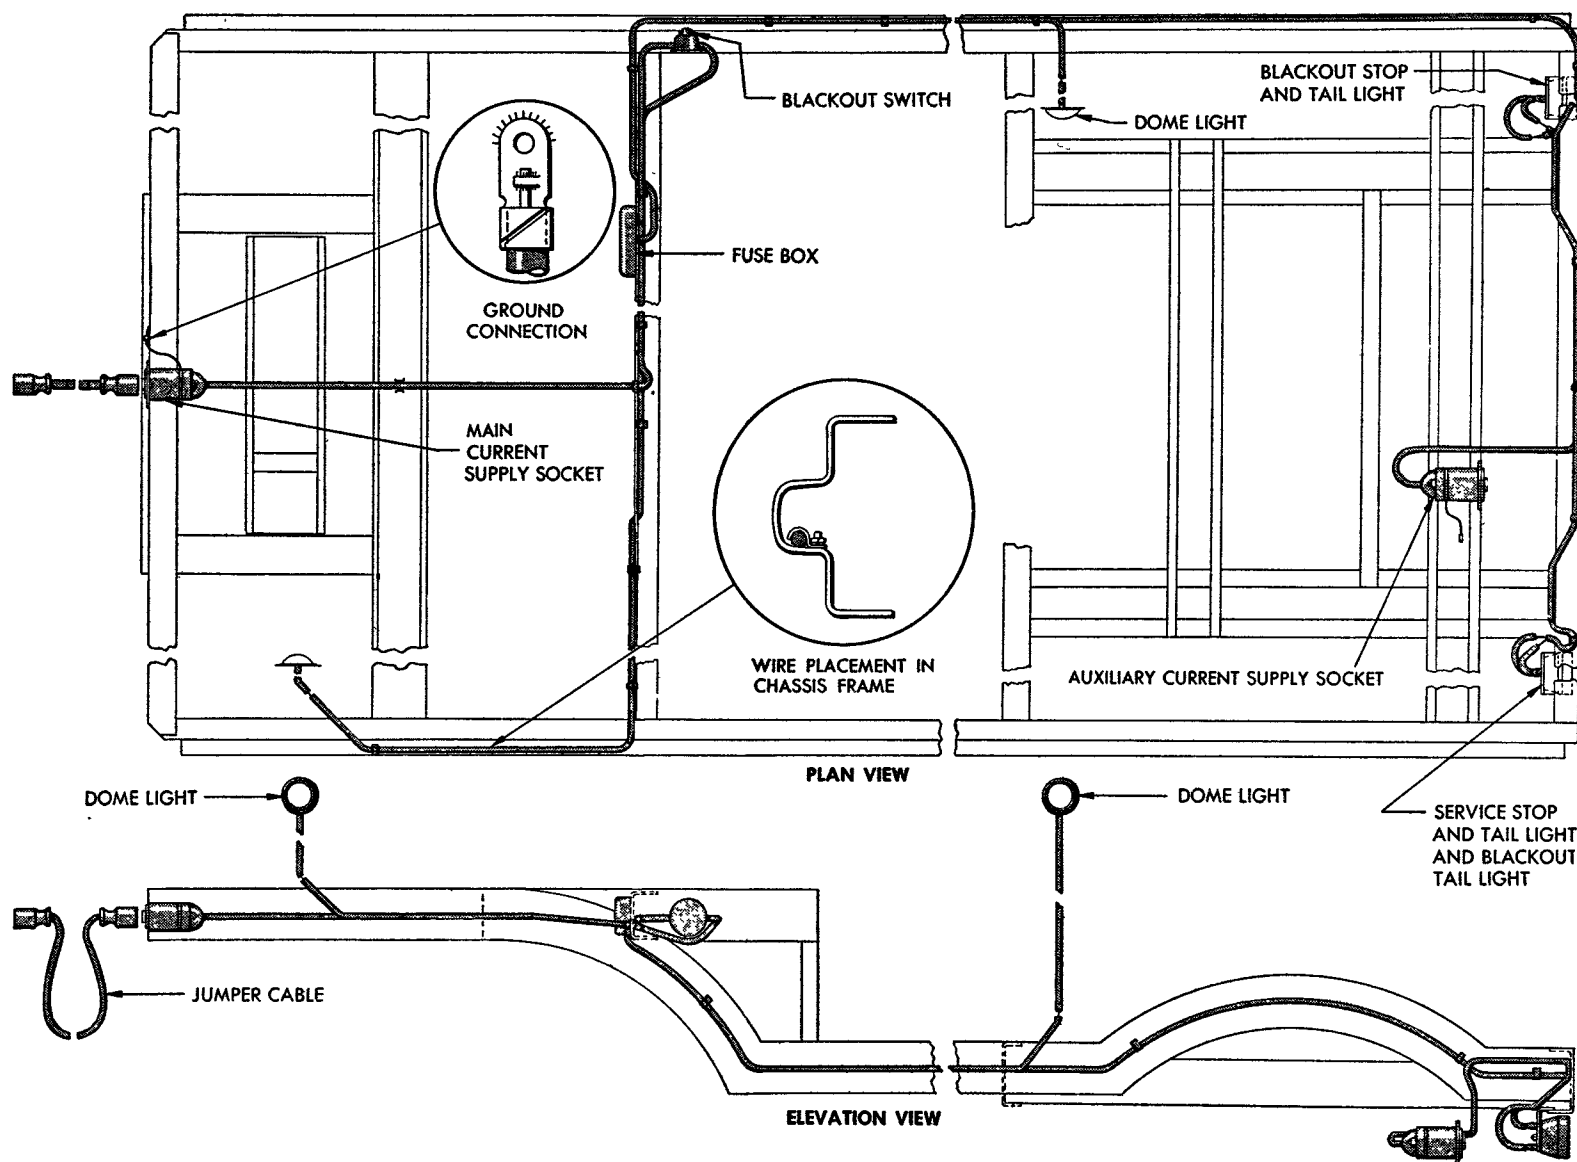 BLACKOUT STOP
AND TAIL LIGHT
BLACKOUT SWITCH
DOME LIGHT
FUSE BOX
GROUND
CONNECTION
MAIN
CURRENT
SUPPLY SOCKET
WIRE PLACEMENT IN
CHASSIS FRAME
AUXILIARY CURRENT SUPPLY SOCKET
PLAN VIEW
DOME LIGHT
DOME LIGHT
SERVICE STOP
AND TAIL LIGHT
AND BLACKOUT
TAIL LIGHT
JUMPER CABLE
ELEVATION VIEW